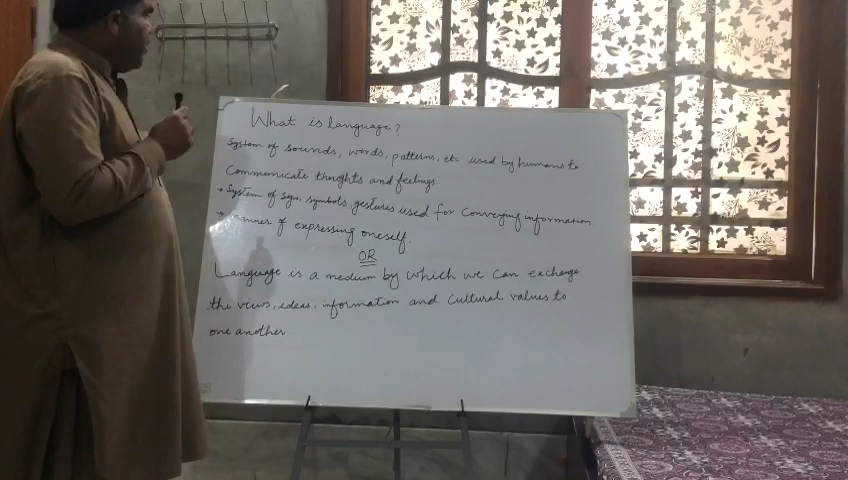 What is language?
System of sounds, words, patterns, etc used by humans to
Communicate thoghts and feelings
System of sign, symbols, gestures used for conveying information
manner of expressing oneself.
OR
Language is a medium by which we can exchange
the views, ideas, information and cultural values to
one another